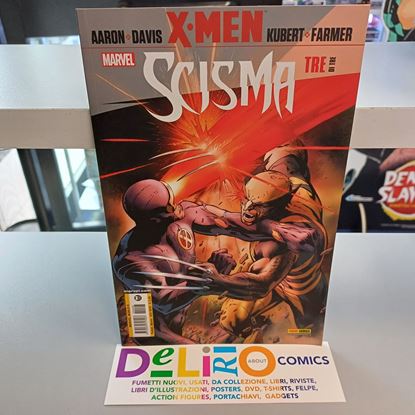 AARON • DAVIS X-MEN KUBERT • FARMER
MARVEL
SCISMA
TRE DI TRE
DELIRIO ABOUT COMICS
FUMETTI NUOVI, USATI, DA COLLEZIONE, LIBRI, RIVISTE,
LIBRI D'ILLUSTRAZIONI, POSTERS, DVD, T-SHIRTS, FELPE,
ACTION FIGURES, PORTACHIAVI, GADGETS